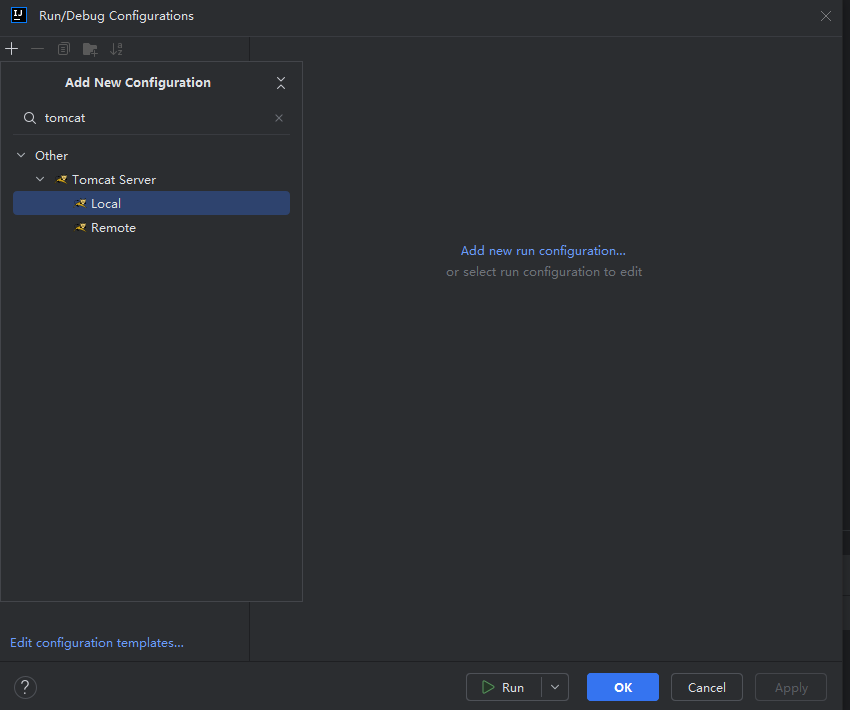 IJ
Run/Debug Configurations
Add New Configuration
tomcat
Other
Tomcat Server
Local
Remote
Add new run configuration...
or select run configuration to edit
Edit configuration templates...
?
Run
OK
Cancel
Apply